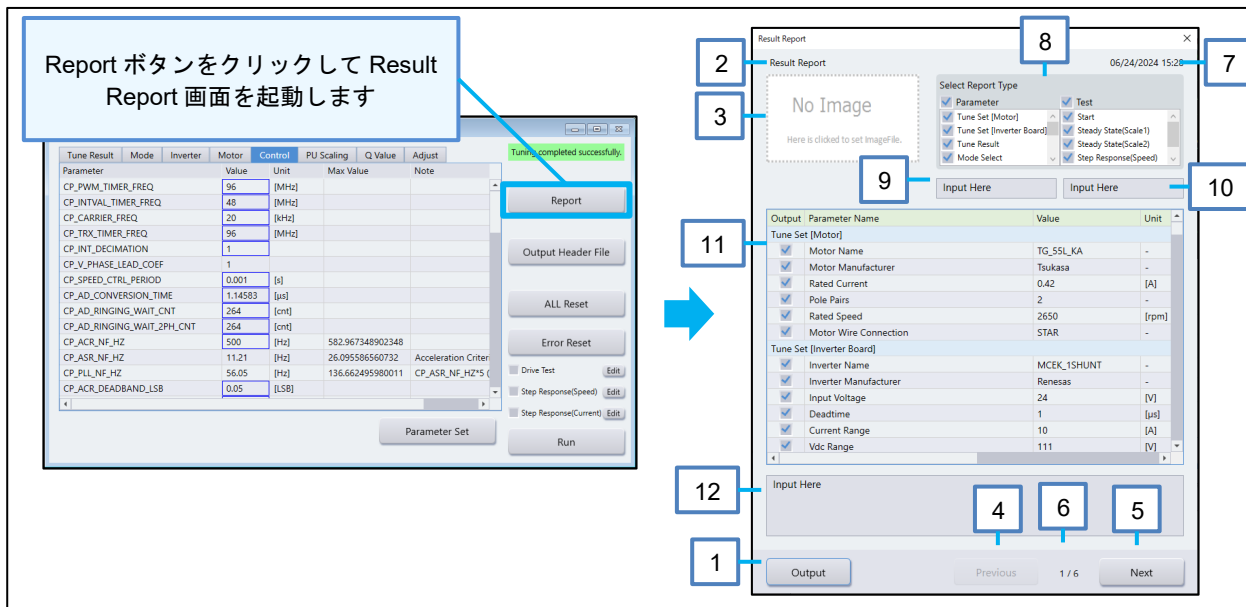 Report ボタンをクリックして Result
Report 画面を起動します
Tune Result Mode Inverter Motor Control PU Scaling Q Value Adjust
Tuning completed successfully.
Parameter Value Unit Max Value Note
CP_PWM_TIMER_FREQ 96 [MHz]
CP_INTVAL_TIMER_FREQ 48 [MHz]
CP_CARRIER_FREQ 20 [kHz]
CP_TRX_TIMER_FREQ 96 [MHz]
CP_INT_DECIMATION 1
CP_V_PHASE_LEAD_COEF 1
CP_SPEED_CTRL_PERIOD 0.001 [s]
CP_AD_CONVERSION_TIME 1.14583 [μs]
CP_AD_RINGING_WAIT_CNT 264 [cnt]
CP_AD_RINGING_WAIT_2PH_CNT 264 [cnt]
CP_ACR_NF_HZ 500 [Hz] 582.967348902348
CP_ASR_NF_HZ 11.21 [Hz] 26.095586560732 Acceleration Criter
CP_PLL_NF_HZ 56.05 [Hz] 136.662495980011 CP_ASR_NF_HZ*5 (
CP_ACR_DEADBAND_LSB 0.05 [LSB]
Parameter Set
Report
Output Header File
ALL Reset
Error Reset
Drive Test Edit
Step Response(Speed) Edit
Step Response(Current) Edit
Run
Result Report
2
Result Report
8
06/24/2024 15:28
7
3
No Image
Here is clicked to set ImageFile.
Select Report Type
Parameter
Tune Set [Motor]
Tune Set [Inverter Board]
Tune Result
Mode Select
Test
Start
Steady State(Scale1)
Steady State(Scale2)
Step Response(Speed)
9
Input Here
Input Here
10
11
Output Parameter Name Value Unit
Tune Set [Motor]
Motor Name TG_55L_KA -
Motor Manufacturer Tsukasa -
Rated Current 0.42 [A]
Pole Pairs 2 -
Rated Speed 2650 [rpm]
Motor Wire Connection STAR -
Tune Set [Inverter Board]
Inverter Name MCEK_1SHUNT -
Inverter Manufacturer Renesas -
Input Voltage 24 [V]
Deadtime 1 [μs]
Current Range 10 [A]
Vdc Range 111 [V]
12
Input Here
4
6
5
1
Output
Previous
1 / 6
Next